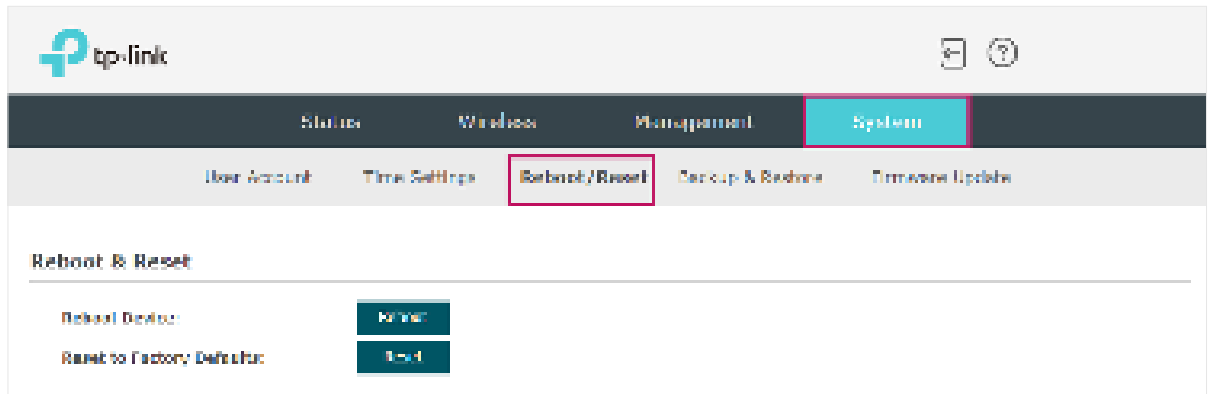 tp-link
Status Wireless Management System
User Account Time Settings Reboot/Reset Backup & Restore Firmware Update
Reboot & Reset
Reboot Device: Reboot
Reset to Factory Defaults: Reset